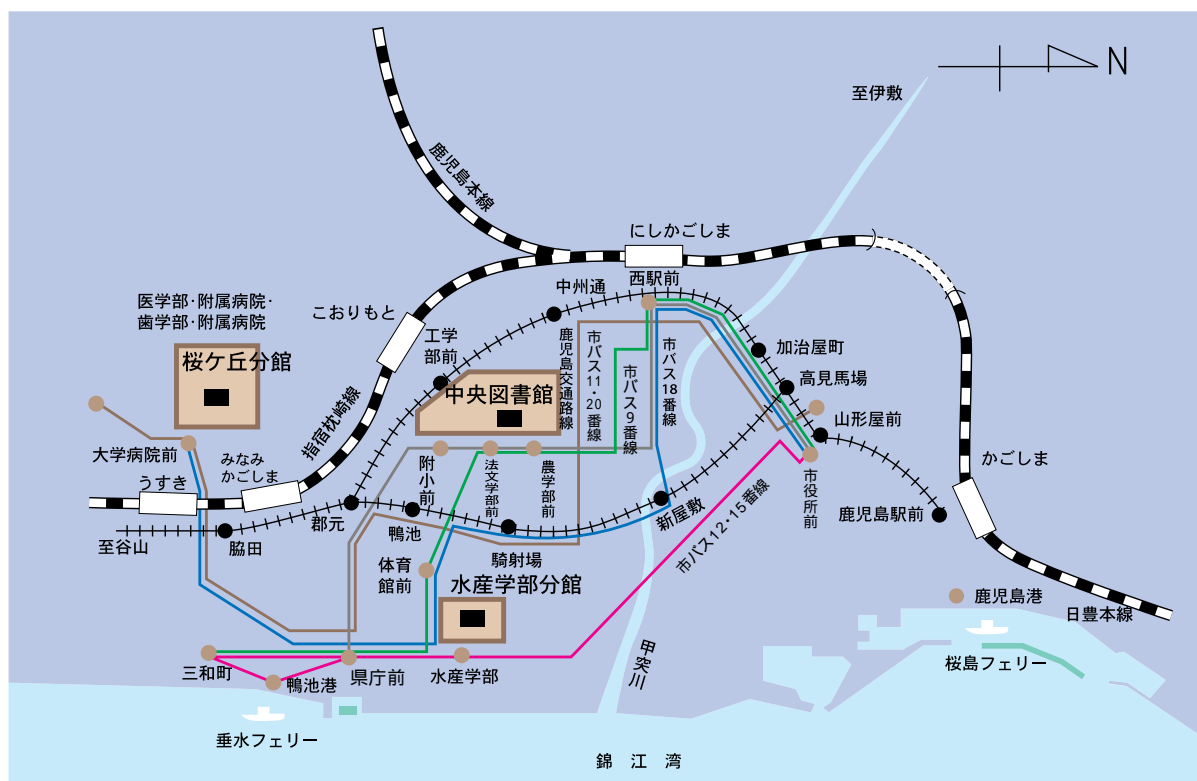 N
至伊敷
鹿児島本線
にしかごしま
西駅前
中州通
医学部・附属病院・
歯学部・附属病院
こおりもと
工学
部前
鹿児島交通路線
市バス11・20番線
市バス9番線
市バス18番線
加治屋町
桜ケ丘分館
中央図書館
高見馬場
山形屋前
指宿枕崎線
大学病院前
みなみ
かごしま
うすき
附小前
法文学部前
農学部前
かごしま
市役所前
新屋敷
市バス12・15番線
鹿児島駅前
至谷山
脇田
郡元
鴨池
騎射場
体育
館前
水産学部分館
鹿児島港
日豊本線
三和町
鴨池港
県庁前
水産学部
甲突川
桜島フェリー
垂水フェリー
錦江湾